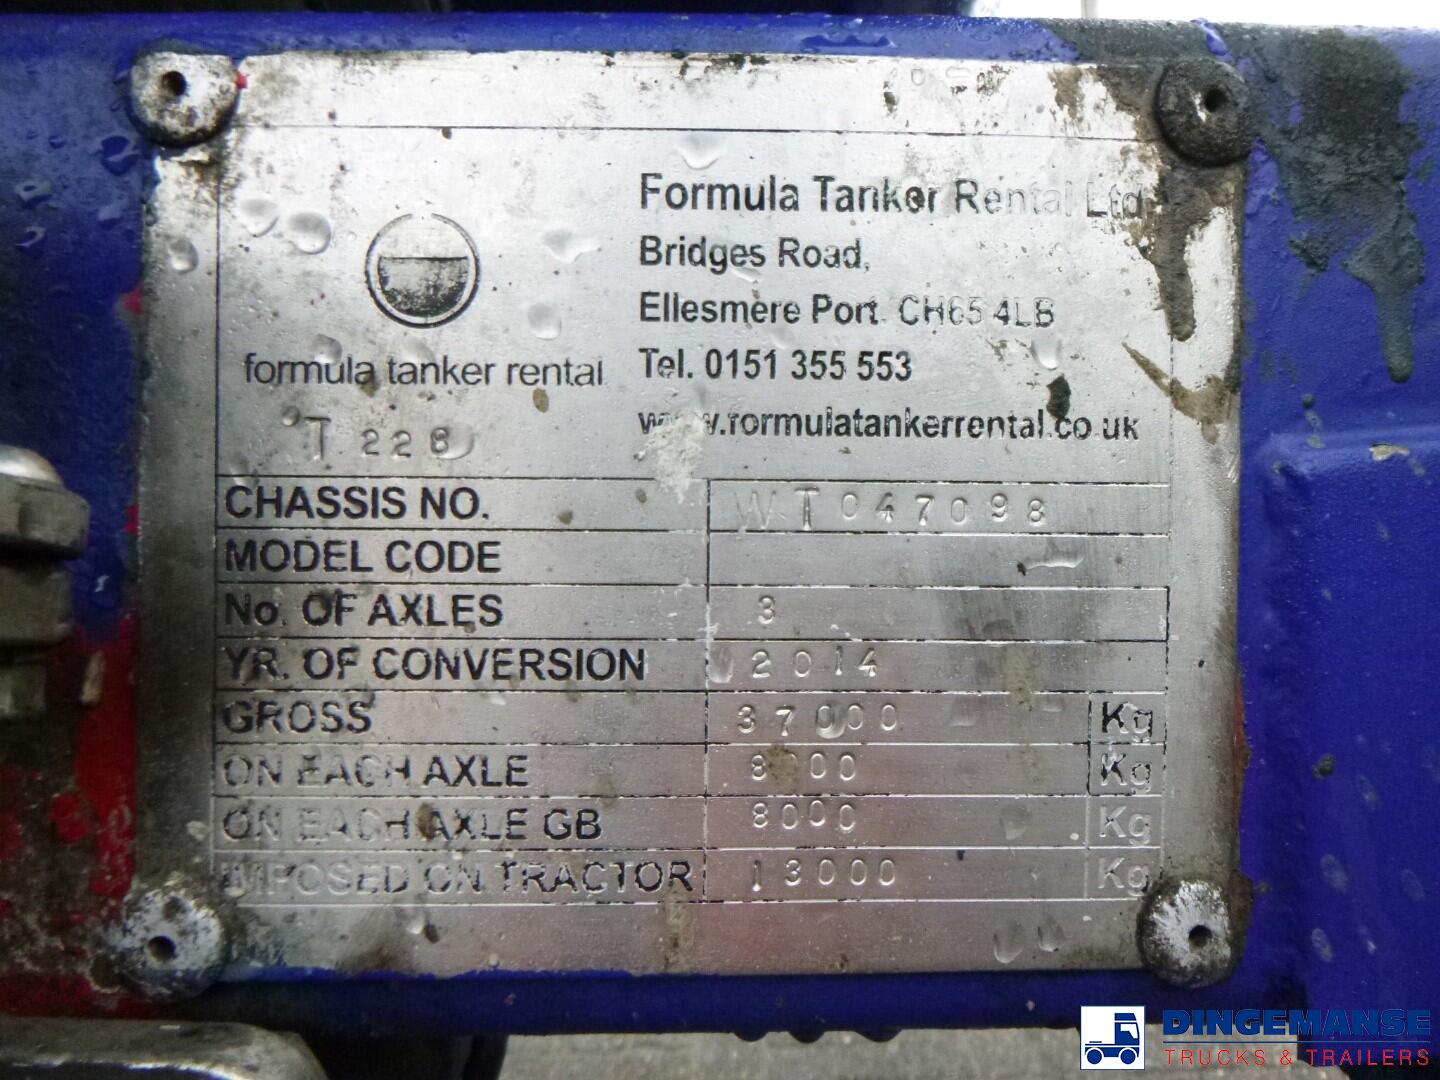 Formula Tanker Rental Ltd
Bridges Road,
Ellesmere Port. CH65 4LB
Tel. 0151 355 553
www.formulatankerrental.co.uk
formula tanker rental
T 228
CHASSIS NO. WT047098
MODEL CODE
No. OF AXLES 3
YR. OF CONVERSION 2014
GROSS 37000 Kg
ON EACH AXLE 8000 Kg
ON EACH AXLE GB 8000 Kg
IMPOSED ON TRACTOR 13000 Kg
DINGEMANSE
TRUCKS & TRAILERS